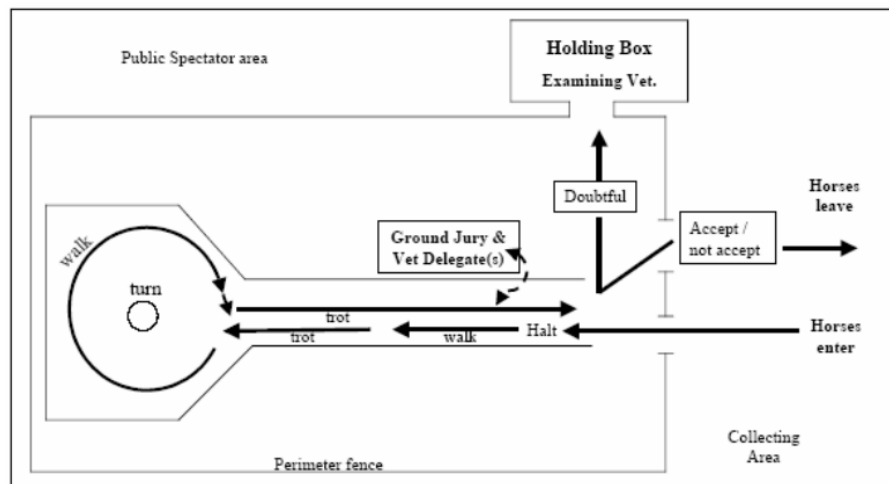 Holding Box
Examining Vet.
Public Spectator area
Doubtful
Horses
leave
Accept /
not accept
Ground Jury &
Vet Delegate(s)
walk
turn
trot
trot
walk
Halt
Horses
enter
Collecting
Area
Perimeter fence